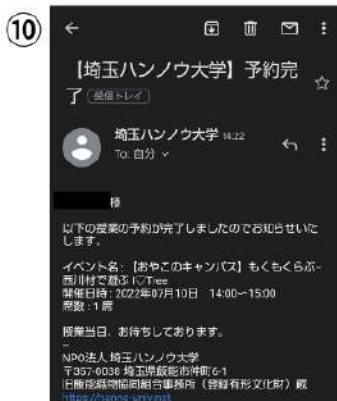 ⑩
【埼玉ハンノウ大学】予約完
了 受信トレイ
埼玉ハンノウ大学 14:22
To: 自分
様
以下の授業の予約が完了しましたのでお知らせいた
します。
イベント名：【おやこのキャンパス】もくもくらぶ-
西川材で遊ぶ I♡Tree
開催日時：2022年07月10日 14:00〜15:00
席数：1 席
授業当日、お待ちしております。
--
NPO法人 埼玉ハンノウ大学
〒357-0038 埼玉県飯能市仲町6-1
旧飯能織物協同組合事務所（登録有形文化財）蔵
https://hanno-univ.net